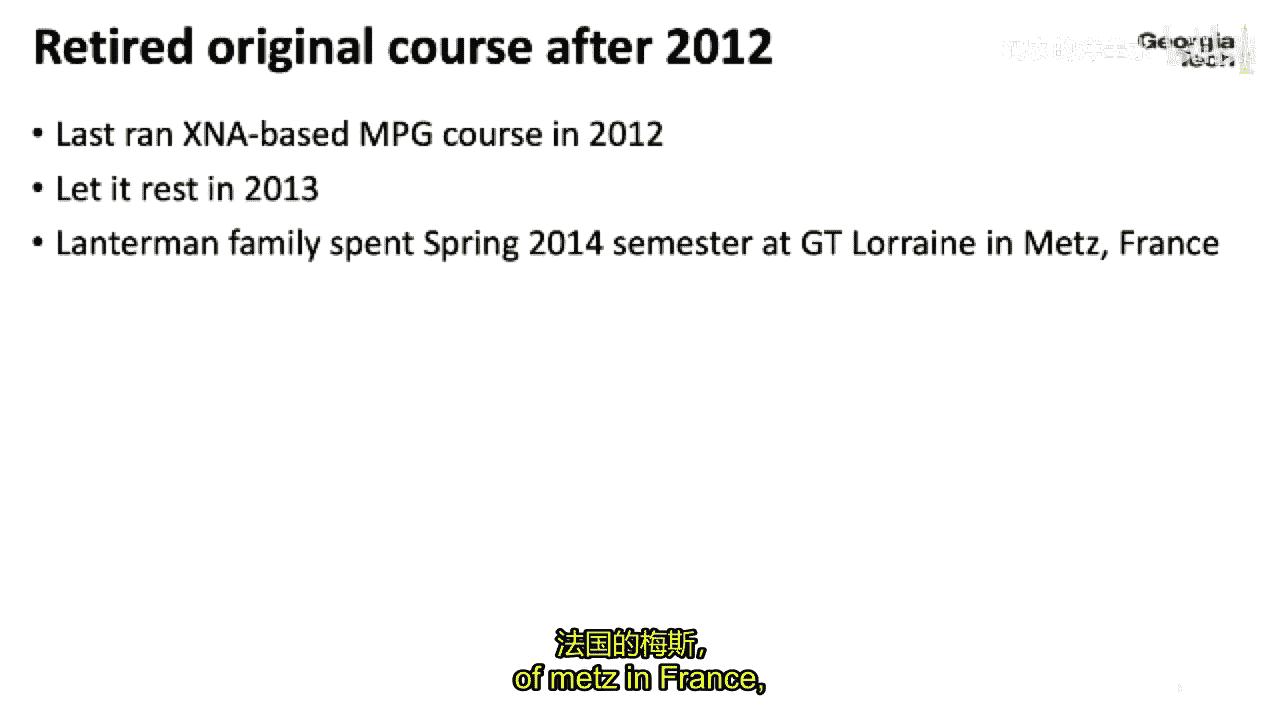 Retired original course after 2012
Georgia
Tech
• Last ran XNA-based MPG course in 2012
• Let it rest in 2013
• Lanterman family spent Spring 2014 semester at GT Lorraine in Metz, France
法国的梅斯,
of metz in France,